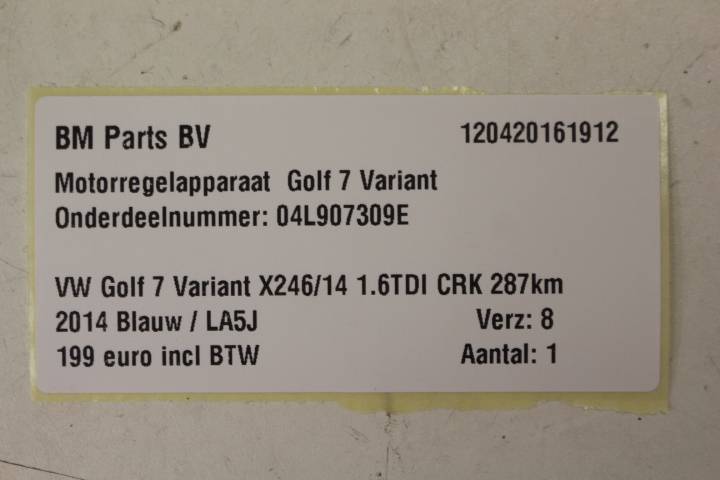 BM Parts BV 120420161912
Motorregelapparaat Golf 7 Variant
Onderdeelnummer: 04L907309E
VW Golf 7 Variant X246/14 1.6TDI CRK 287km
2014 Blauw / LA5J Verz: 8
199 euro incl BTW Aantal: 1